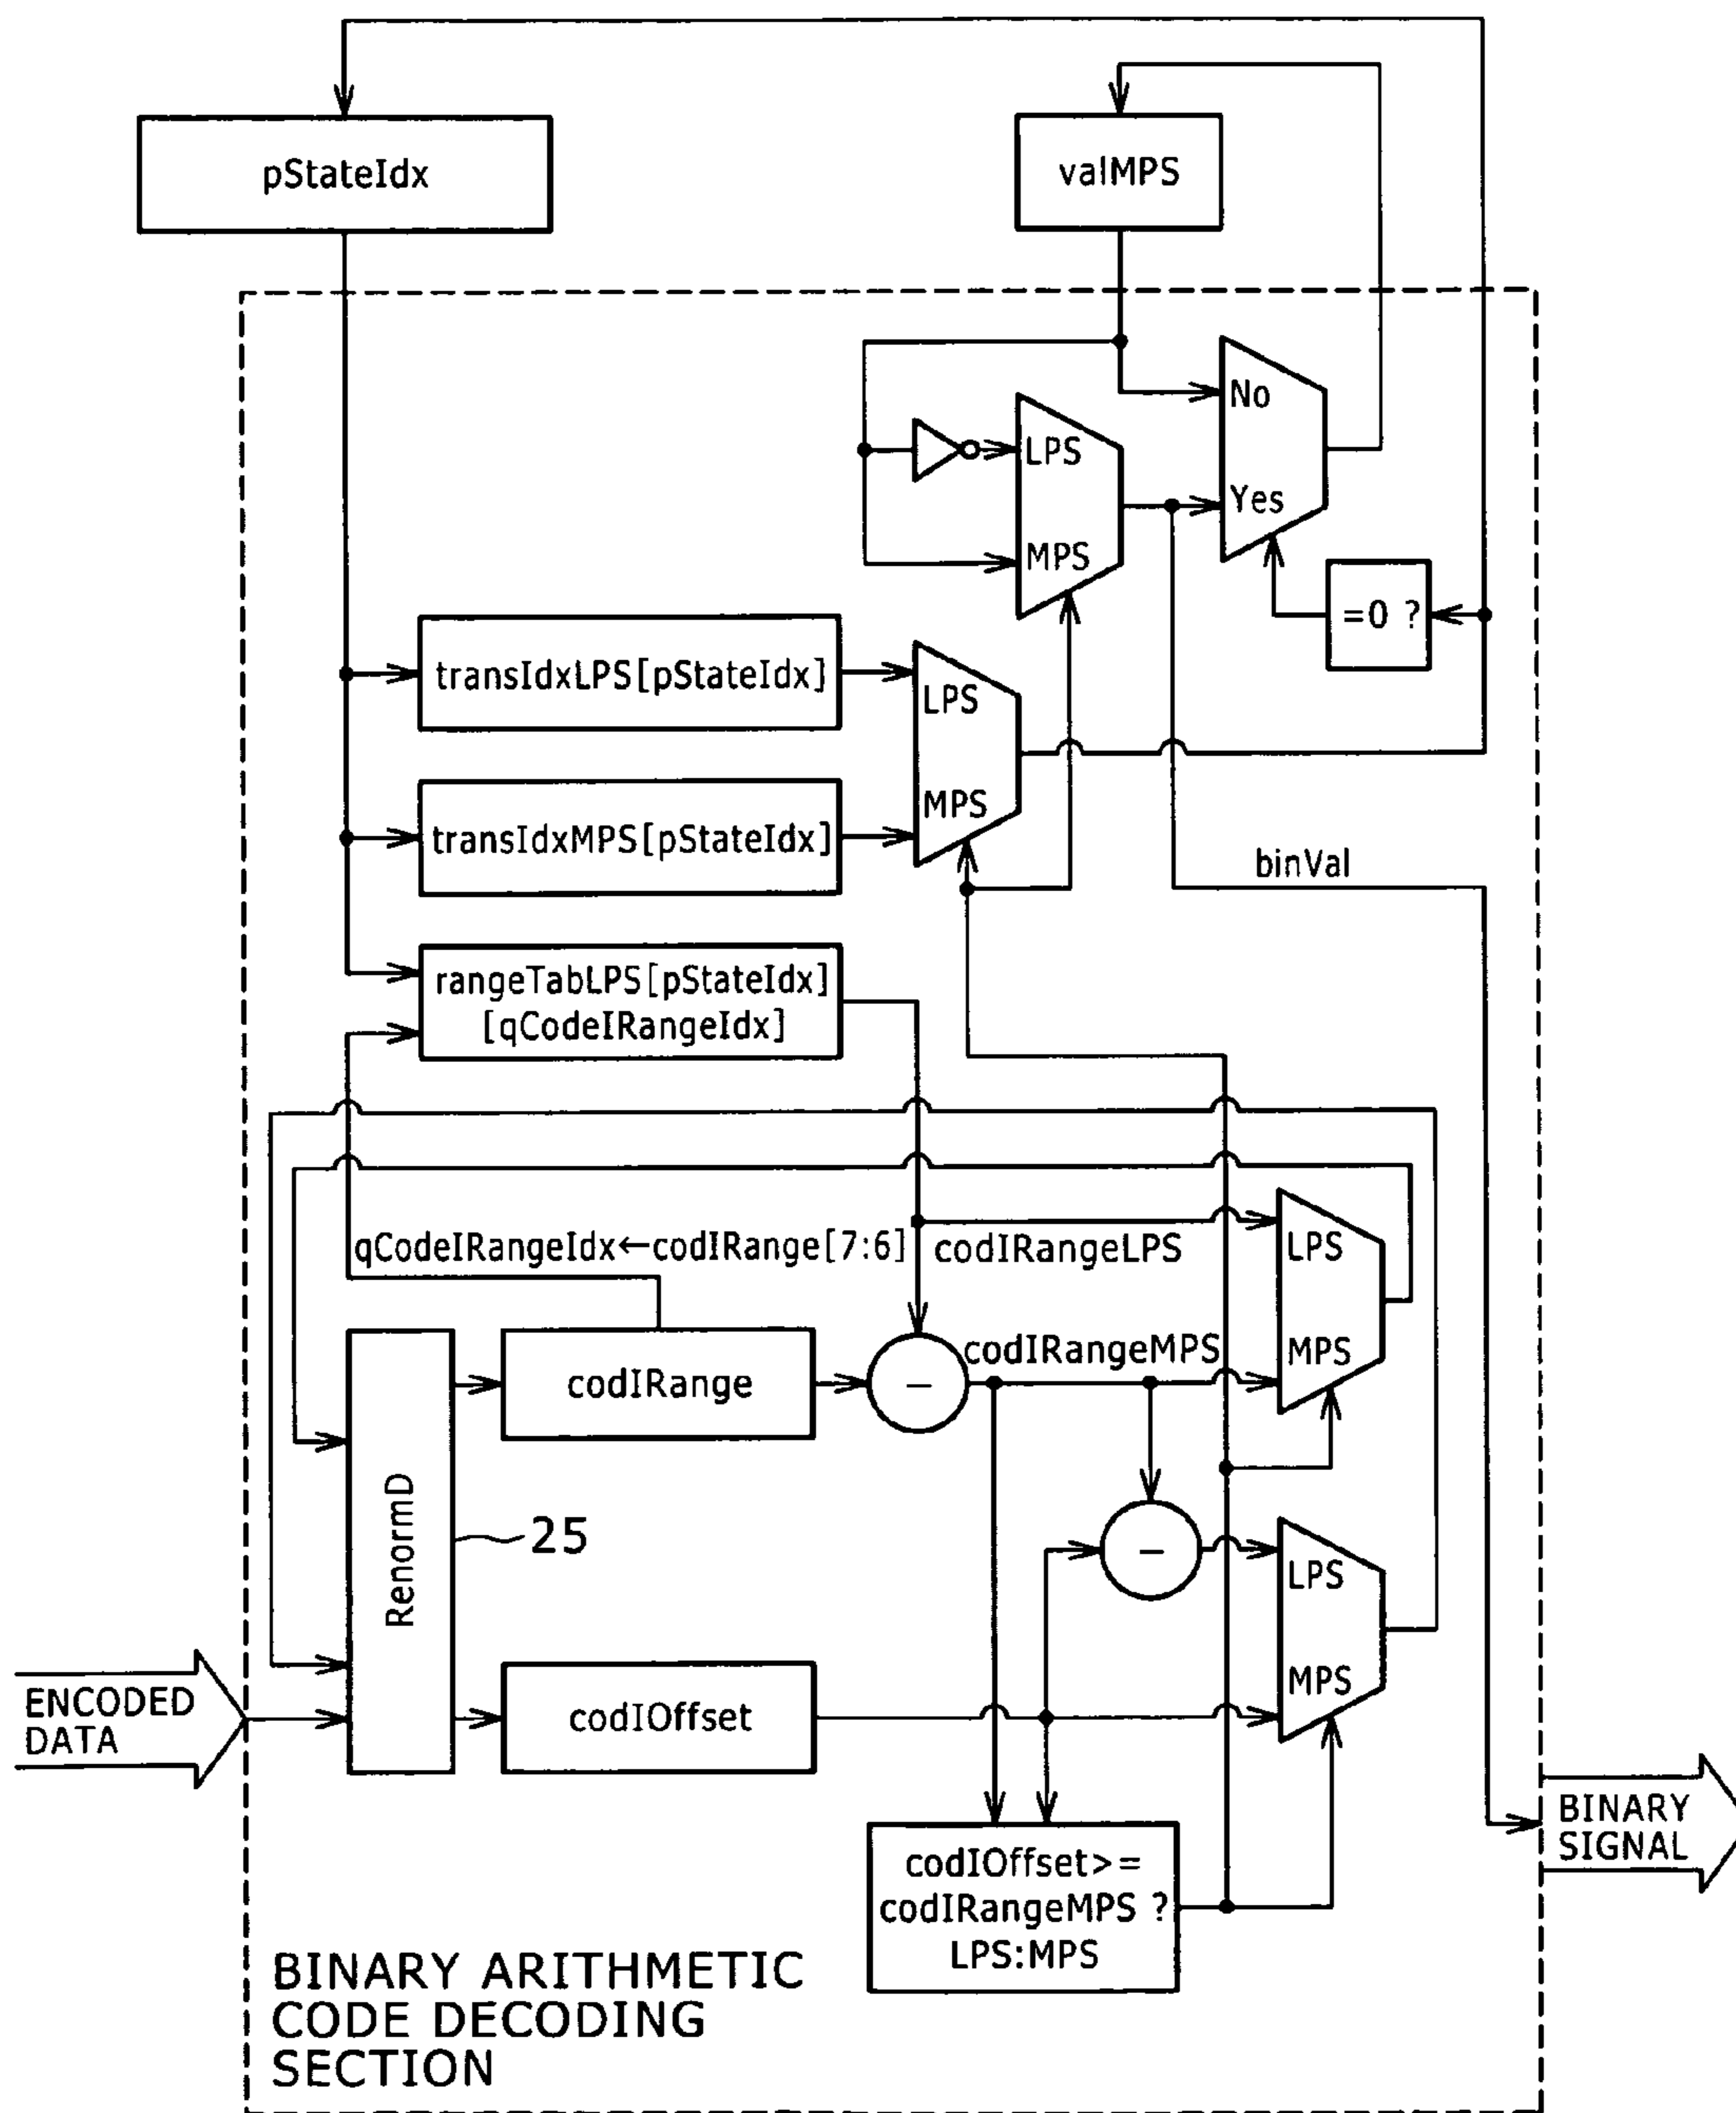 pStateIdx
valMPS
No
LPS
Yes
MPS
=0 ?
transIdxLPS[pStateIdx]
LPS
transIdxMPS[pStateIdx]
MPS
binVal
rangeTabLPS[pStateIdx]
[qCodeIRangeIdx]
qCodeIRangeIdx←codIRange[7:6]
codIRangeLPS
LPS
codIRangeMPS
MPS
codIRange
−
RenormD
25
−
LPS
MPS
ENCODED
DATA
codIOffset
BINARY
SIGNAL
codIOffset>=
codIRangeMPS ?
LPS:MPS
BINARY ARITHMETIC
CODE DECODING
SECTION